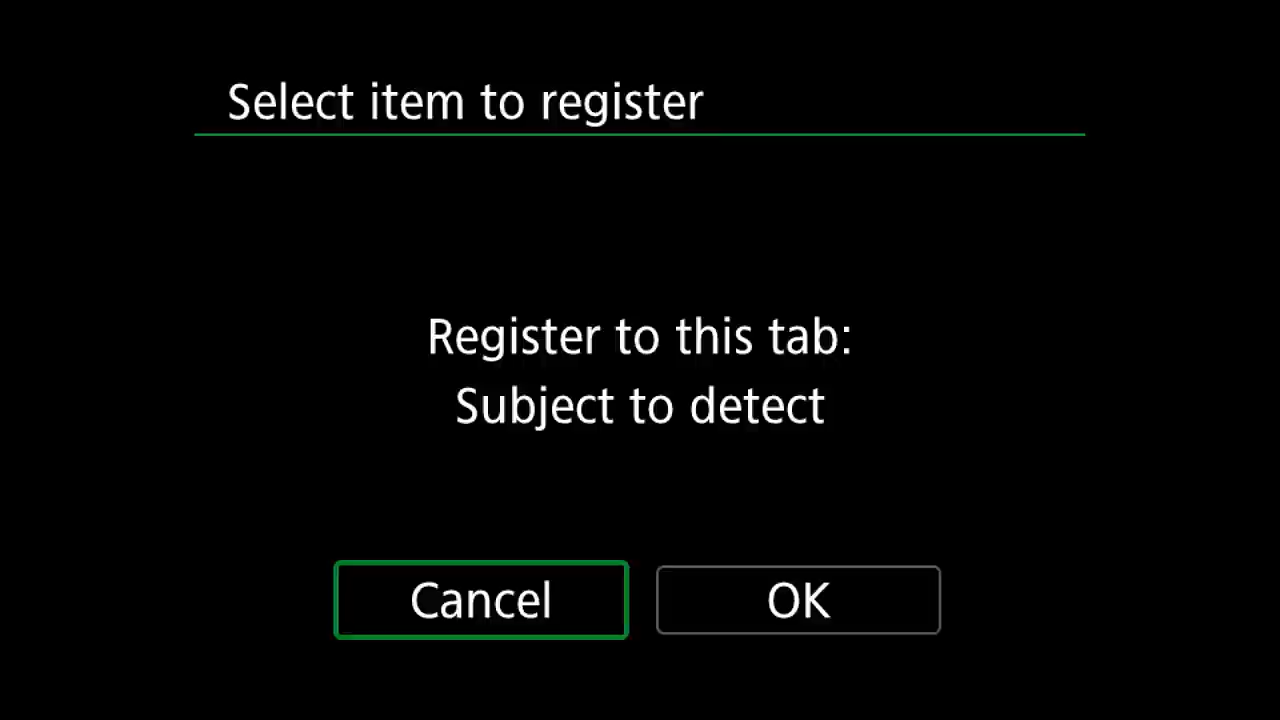 Select item to register
Register to this tab:
Subject to detect
Cancel
OK